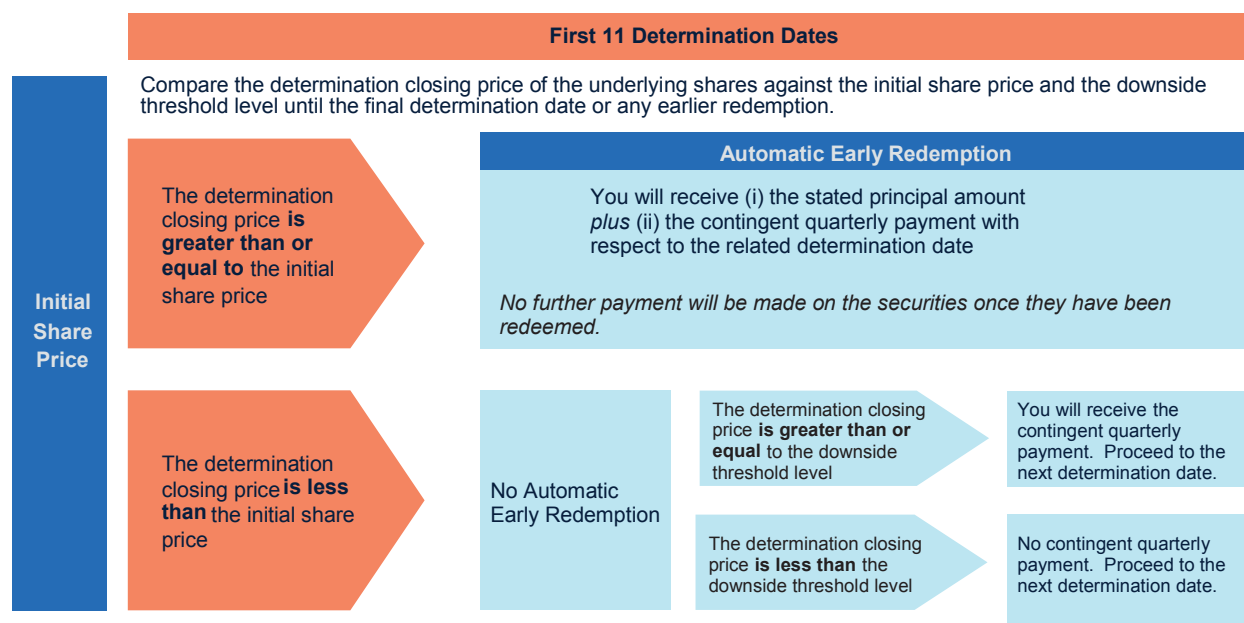 First 11 Determination Dates
Compare the determination closing price of the underlying shares against the initial share price and the downside
threshold level until the final determination date or any earlier redemption.
Initial
Share
Price
The determination
closing price is
greater than or
equal to the initial
share price
Automatic Early Redemption
You will receive (i) the stated principal amount
plus (ii) the contingent quarterly payment with
respect to the related determination date
No further payment will be made on the securities once they have been
redeemed.
The determination
closing price is less
than the initial share
price
No Automatic
Early Redemption
The determination closing
price is greater than or
equal to the downside
threshold level
You will receive the
contingent quarterly
payment.  Proceed to the
next determination date.
The determination closing
price is less than the
downside threshold level
No contingent quarterly
payment.  Proceed to the
next determination date.